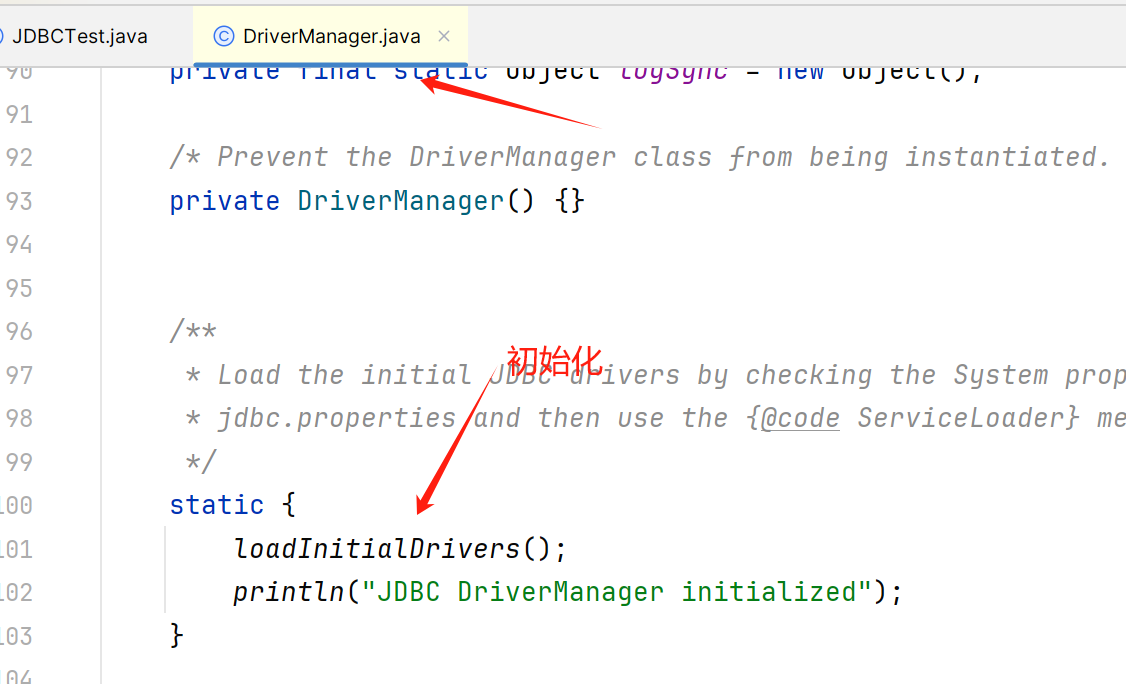 JDBCTest.java
DriverManager.java
90 private final static Object logSync = new Object();
91
92 /* Prevent the DriverManager class from being instantiated.
93 private DriverManager() {}
94
95
96 /**
初始化
97 * Load the initial JDBC drivers by checking the System prop
98 * jdbc.properties and then use the {@code ServiceLoader} me
99 */
100 static {
101 loadInitialDrivers();
102 println("JDBC DriverManager initialized");
103 }
104